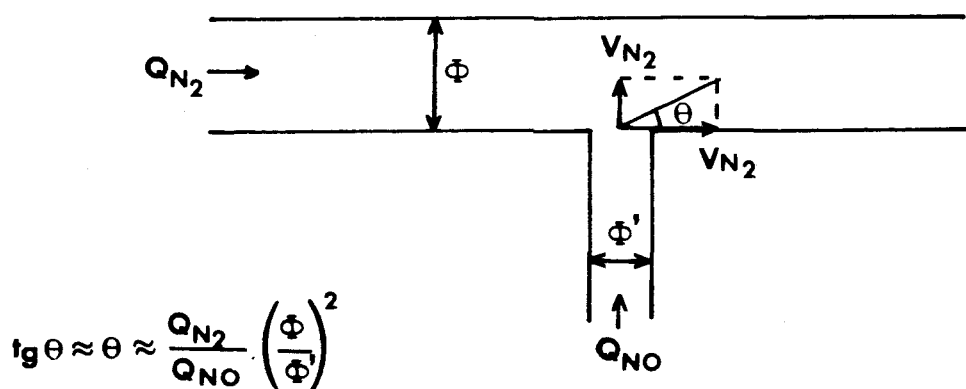 V_N₂
Q_N₂ → Φ
θ
V_N₂
Φ'
tg θ ≈ θ ≈ Q_N₂ / Q_NO · (Φ / Φ')²
Q_NO